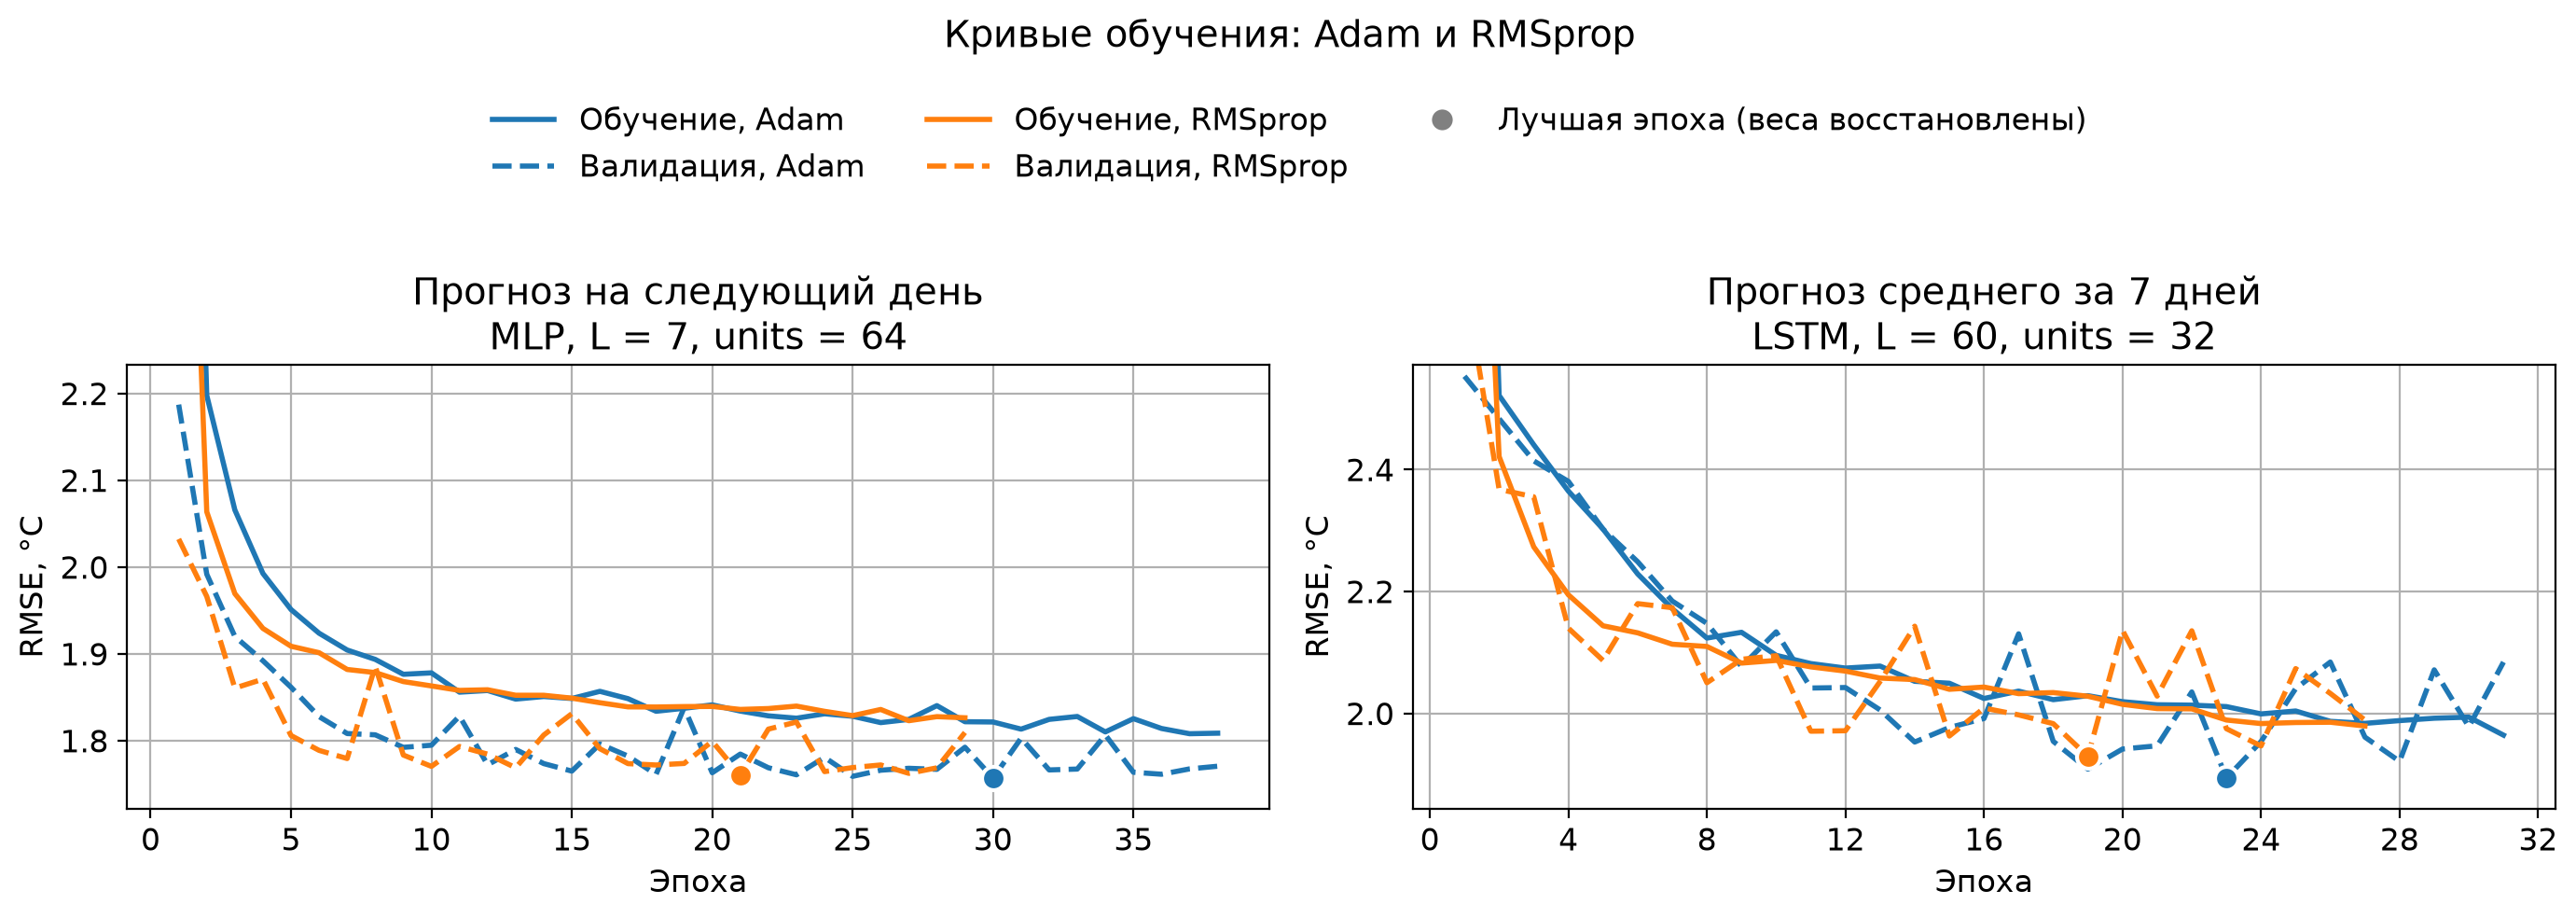 Кривые обучения: Adam и RMSprop
Обучение, Adam
Валидация, Adam
Обучение, RMSprop
Валидация, RMSprop
Лучшая эпоха (веса восстановлены)
Прогноз на следующий день
MLP, L = 7, units = 64
RMSE, °C
2.2
2.1
2.0
1.9
1.8
0 5 10 15 20 25 30 35
Эпоха
Прогноз среднего за 7 дней
LSTM, L = 60, units = 32
RMSE, °C
2.4
2.2
2.0
0 4 8 12 16 20 24 28 32
Эпоха